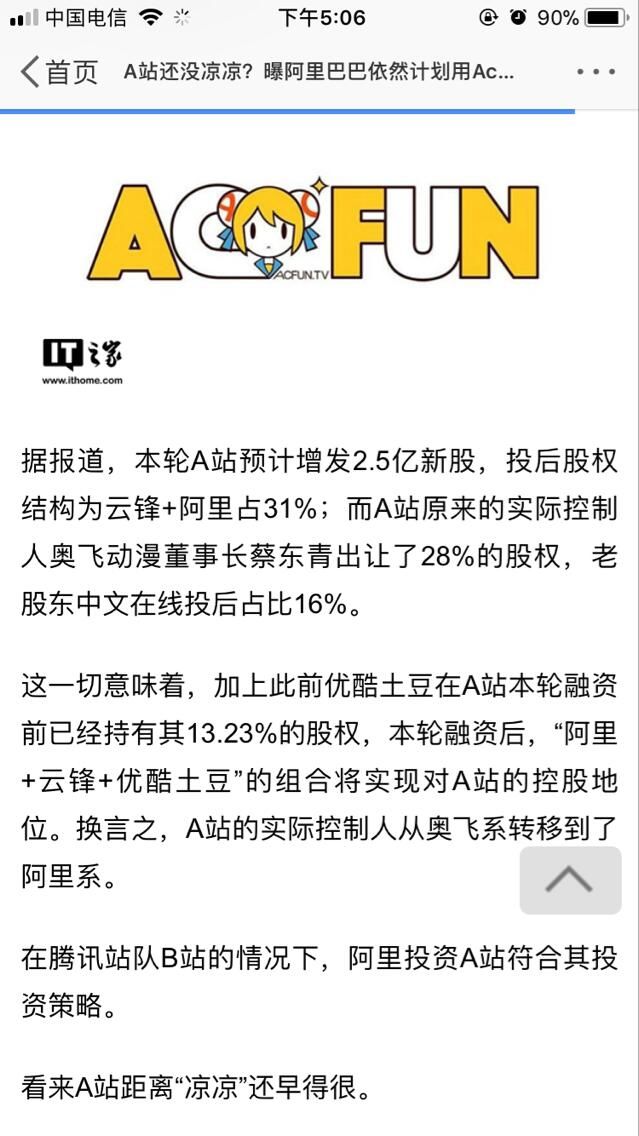 中国电信
下午5:06
90%
首页
A站还没凉凉？曝阿里巴巴依然计划用Ac...
ACFUN
ACFUN.TV
IT之家
www.ithome.com
据报道，本轮A站预计增发2.5亿新股，投后股权
结构为云锋+阿里占31%；而A站原来的实际控制
人奥飞动漫董事长蔡东青出让了28%的股权，老
股东中文在线投后占比16%。
这一切意味着，加上此前优酷土豆在A站本轮融资
前已经持有其13.23%的股权，本轮融资后，“阿里
+云锋+优酷土豆”的组合将实现对A站的控股地
位。换言之，A站的实际控制人从奥飞系转移到了
阿里系。
在腾讯站队B站的情况下，阿里投资A站符合其投
资策略。
看来A站距离“凉凉”还早得很。